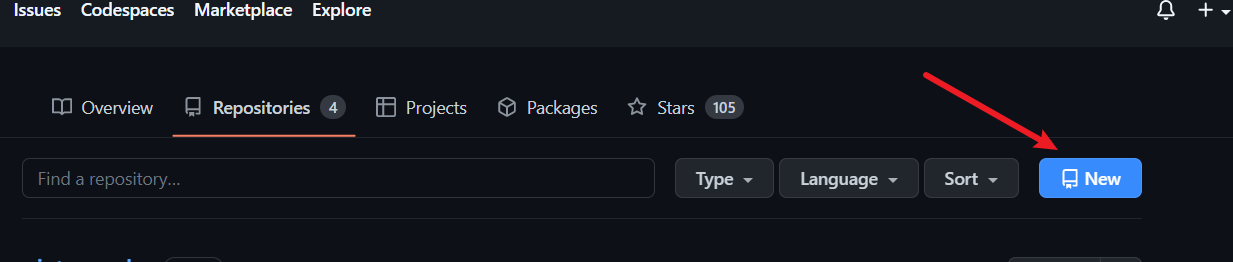 Issues Codespaces Marketplace Explore
Overview Repositories 4 Projects Packages Stars 105
Find a repository... Type Language Sort New